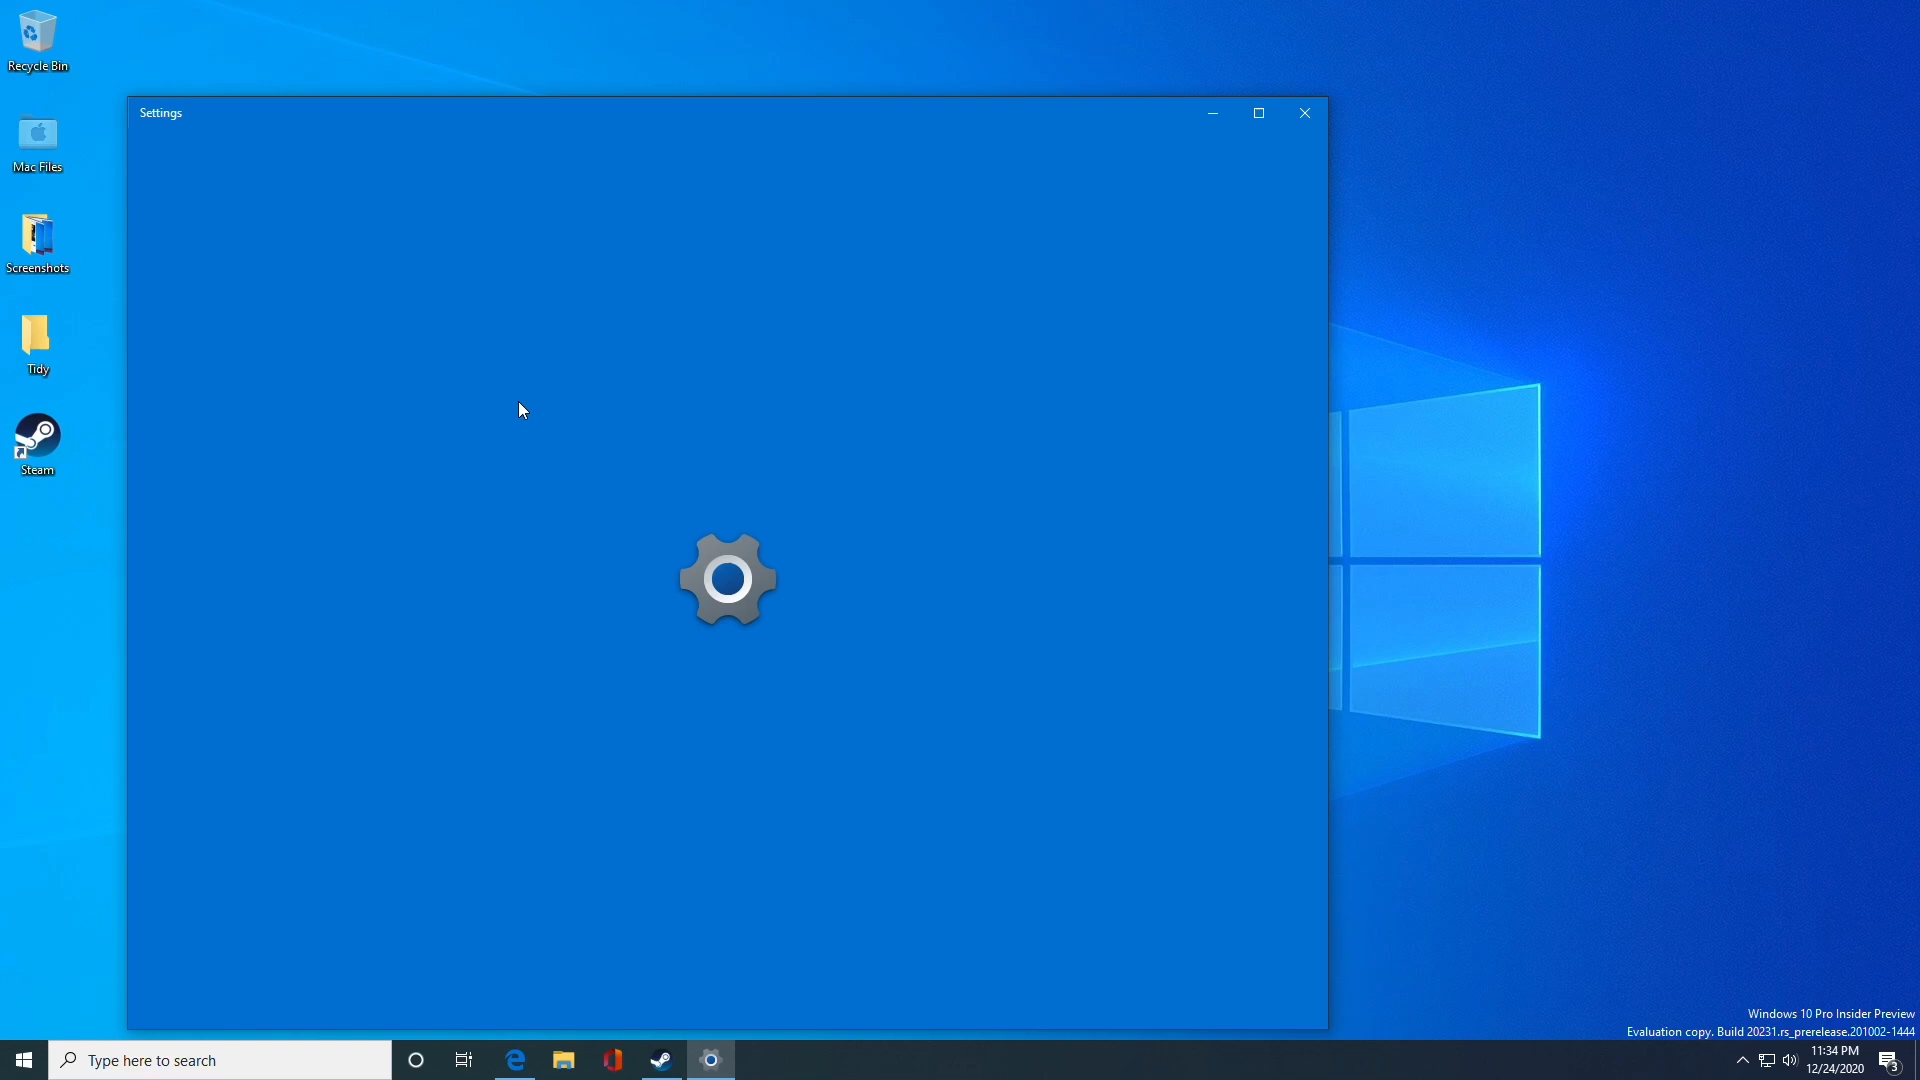 Recycle Bin
Mac Files
Screenshots
Tidy
Steam
Settings
Windows 10 Pro Insider Preview
Evaluation copy. Build 20231.rs_prerelease.201002-1444
Type here to search
11:34 PM
12/24/2020
3